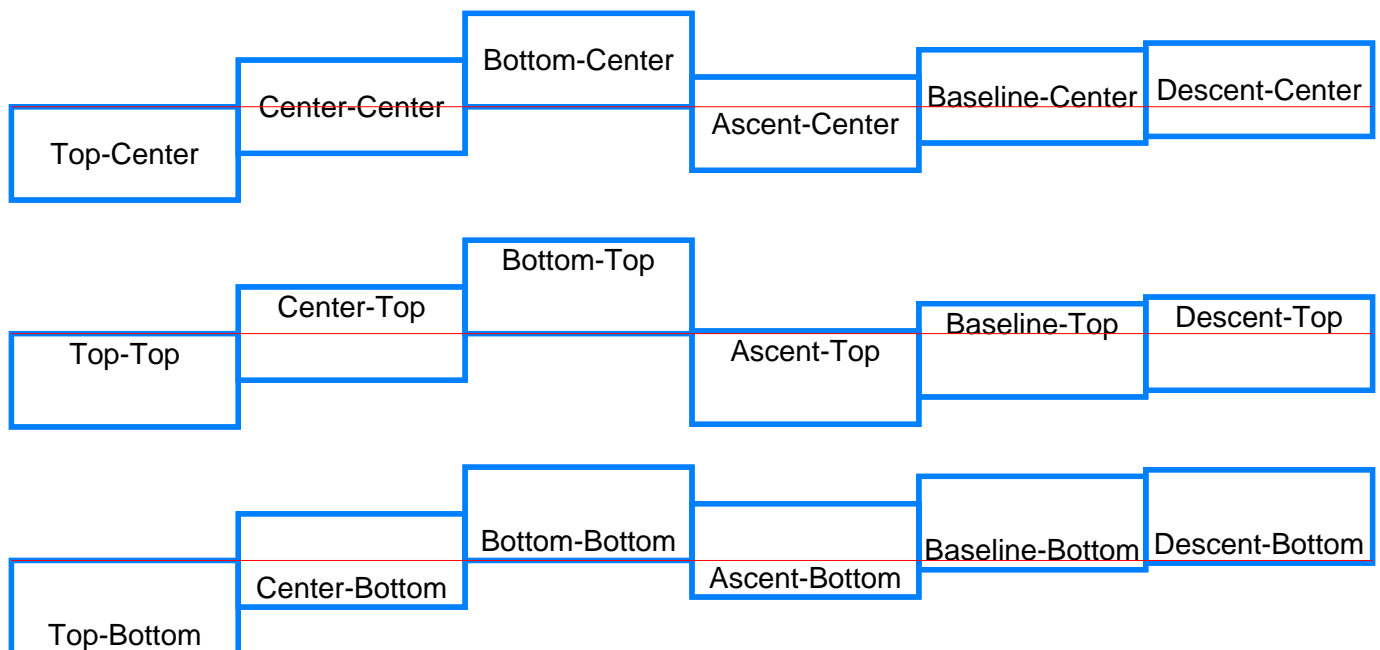 Top-Center
Center-Center
Bottom-Center
Ascent-Center
Baseline-Center
Descent-Center
Top-Top
Center-Top
Bottom-Top
Ascent-Top
Baseline-Top
Descent-Top
Top-Bottom
Center-Bottom
Bottom-Bottom
Ascent-Bottom
Baseline-Bottom
Descent-Bottom